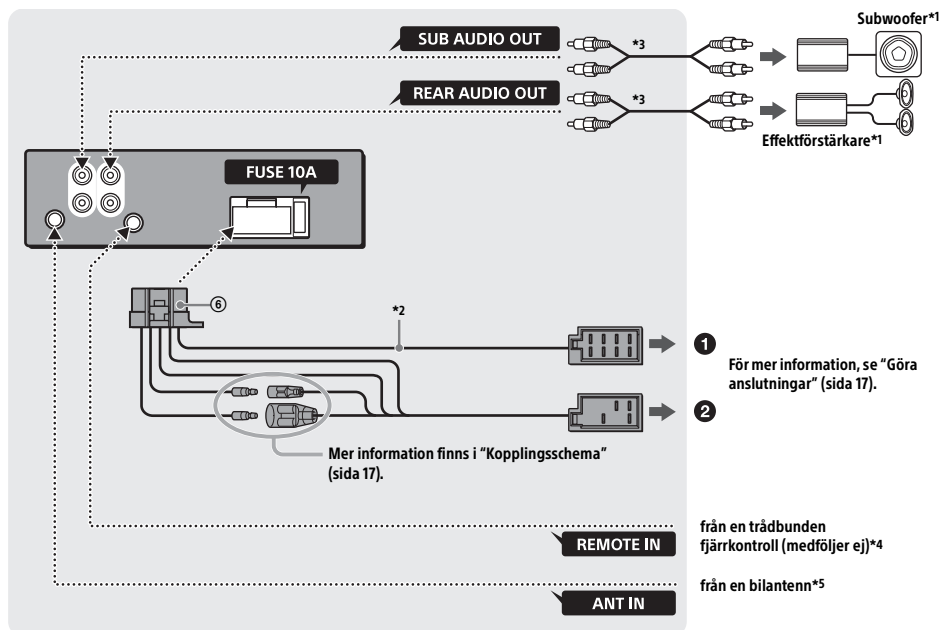 Subwoofer*1
SUB AUDIO OUT
*3
REAR AUDIO OUT
*3
Effektförstärkare*1
FUSE 10A
⑥
*2
❶
För mer information, se "Göra
anslutningar" (sida 17).
❷
Mer information finns i "Kopplingsschema"
(sida 17).
från en trådbunden
fjärrkontroll (medföljer ej)*4
REMOTE IN
från en bilantenn*5
ANT IN